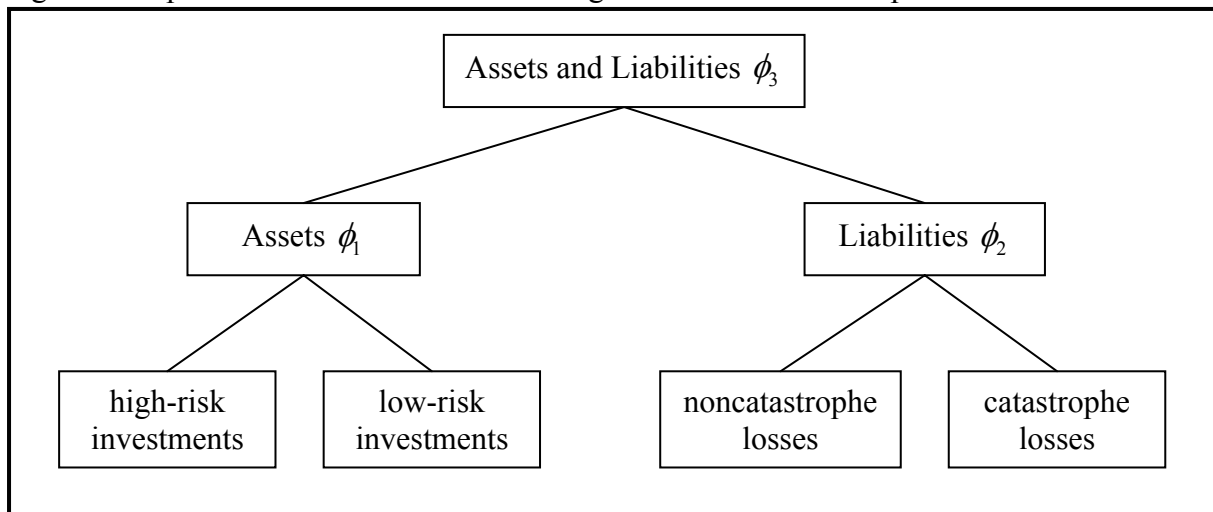 Assets and Liabilities ϕ₃
Assets ϕ₁
Liabilities ϕ₂
high-risk
investments
low-risk
investments
noncatastrophe
losses
catastrophe
losses